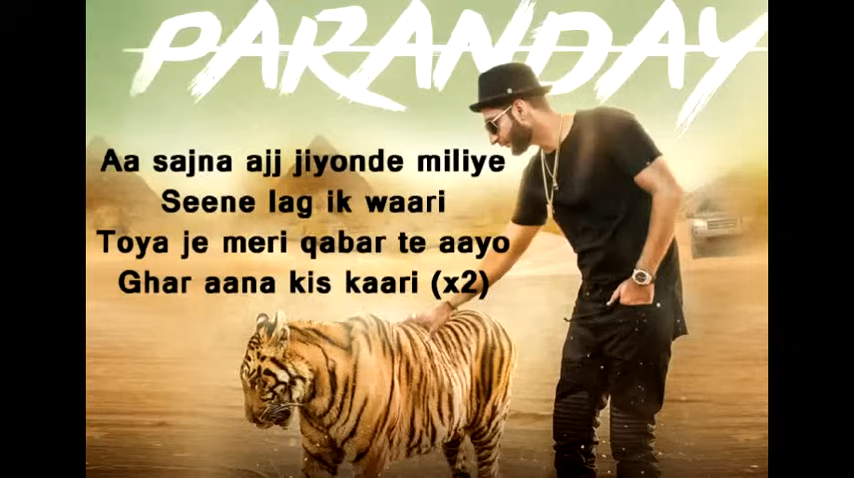 PARANDAY
Aa sajna ajj jiyonde miliye
Seene lag ik waari
Toya je meri qabar te aayo
Ghar aana kis kaari (x2)